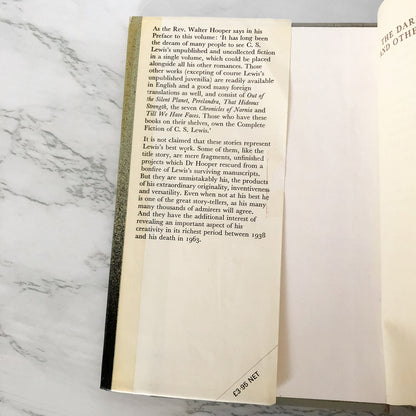 As the Rev. Walter Hooper says in his
Preface to this volume: 'It has long been
the dream of many people to see C. S.
Lewis's unpublished and uncollected fiction
in a single volume, which could be placed
alongside all his other romances. Those
other works (excepting of course Lewis's
unpublished juvenilia) are readily available
in English and a good many foreign
translations as well, and consist of Out of
the Silent Planet, Perelandra, That Hideous
Strength, the seven Chronicles of Narnia and
Till We Have Faces. Those who have these
books on their shelves, own the Complete
Fiction of C. S. Lewis.'
It is not claimed that these stories represent
Lewis's best work. Some of them, like the
title story, are mere fragments, unfinished
projects which Dr Hooper rescued from a
bonfire of Lewis's surviving manuscripts.
But they are unmistakably his, the products
of his extraordinary originality, inventiveness
and versatility. Even when not at his best he
is one of the great story-tellers, as his many
many thousands of admirers will agree.
And they have the additional interest of
revealing an important aspect of his
creativity in its richest period between 1938
and his death in 1963.
£3·95 NET
THE DAR
AND OTHE